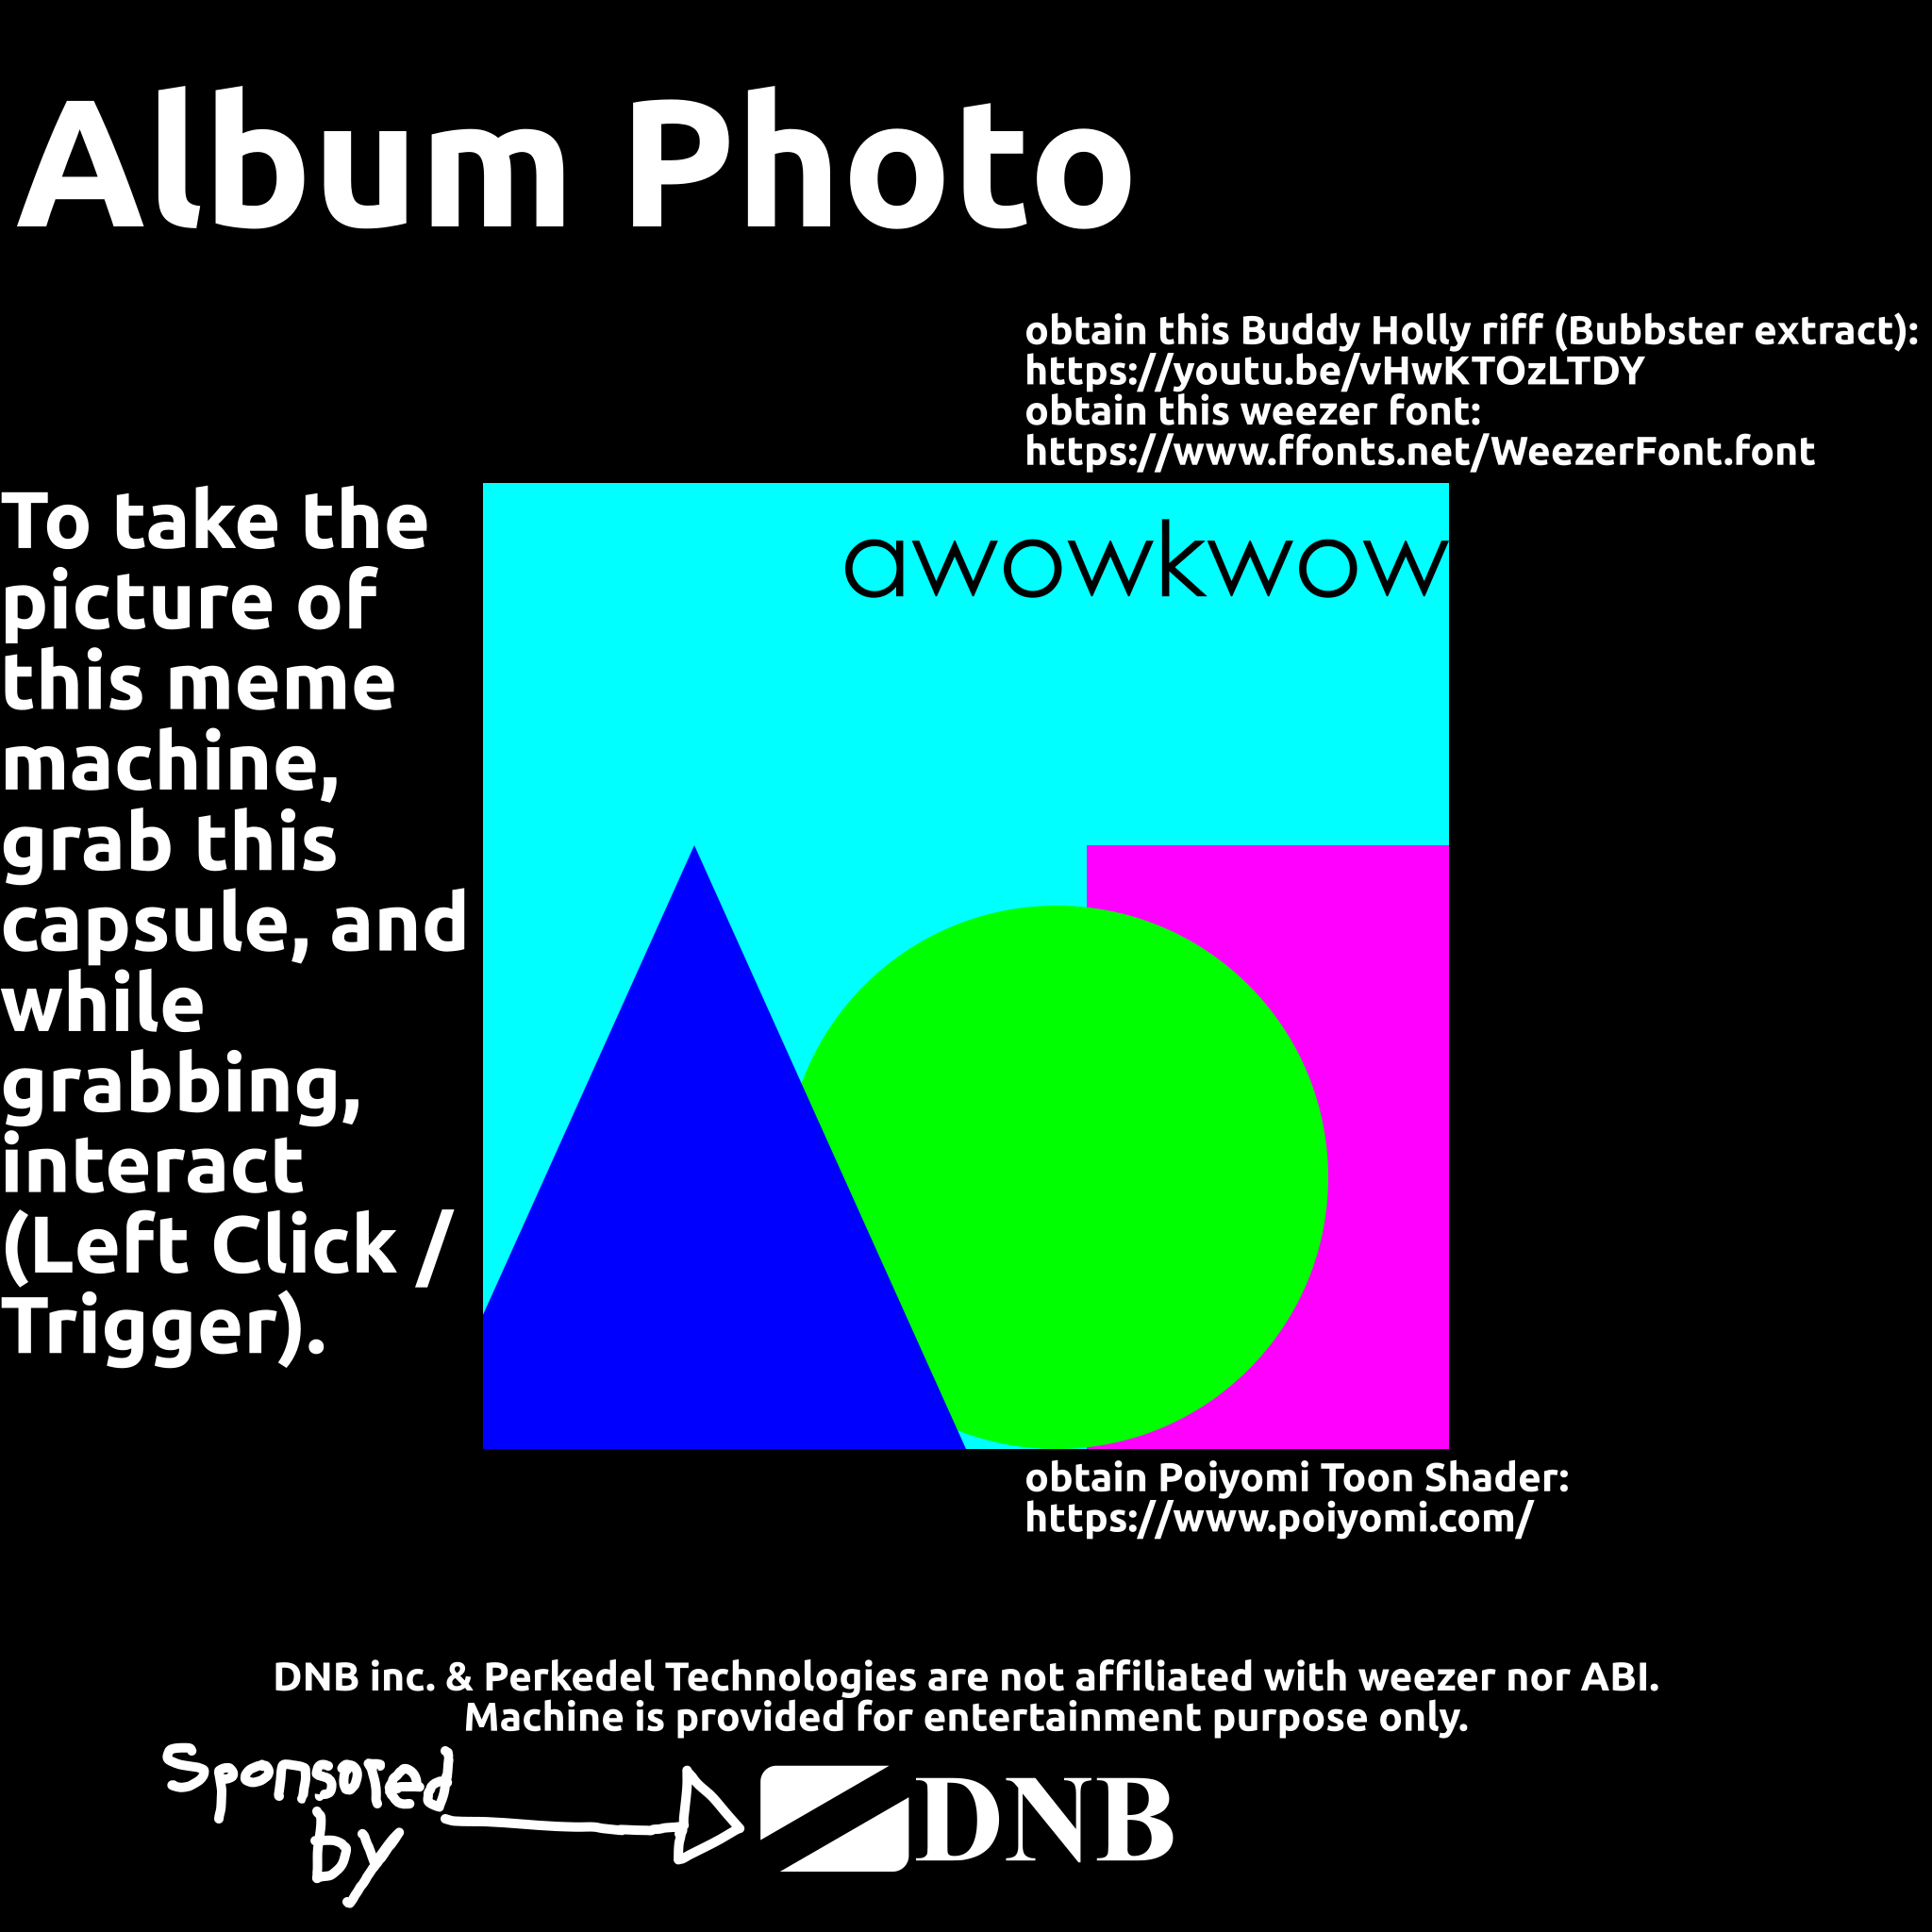 Album Photo
obtain this Buddy Holly riff (Bubbster extract):
https://youtu.be/vHwKTOzLTDY
obtain this weezer font:
https://www.ffonts.net/WeezerFont.font
To take the
picture of
this meme
machine,
grab this
capsule, and
while
grabbing,
interact
(Left Click /
Trigger).
awowkwow
obtain Poiyomi Toon Shader:
https://www.poiyomi.com/
DNB inc. & Perkedel Technologies are not affiliated with weezer nor ABI.
Machine is provided for entertainment purpose only.
Sponsored
by
DNB